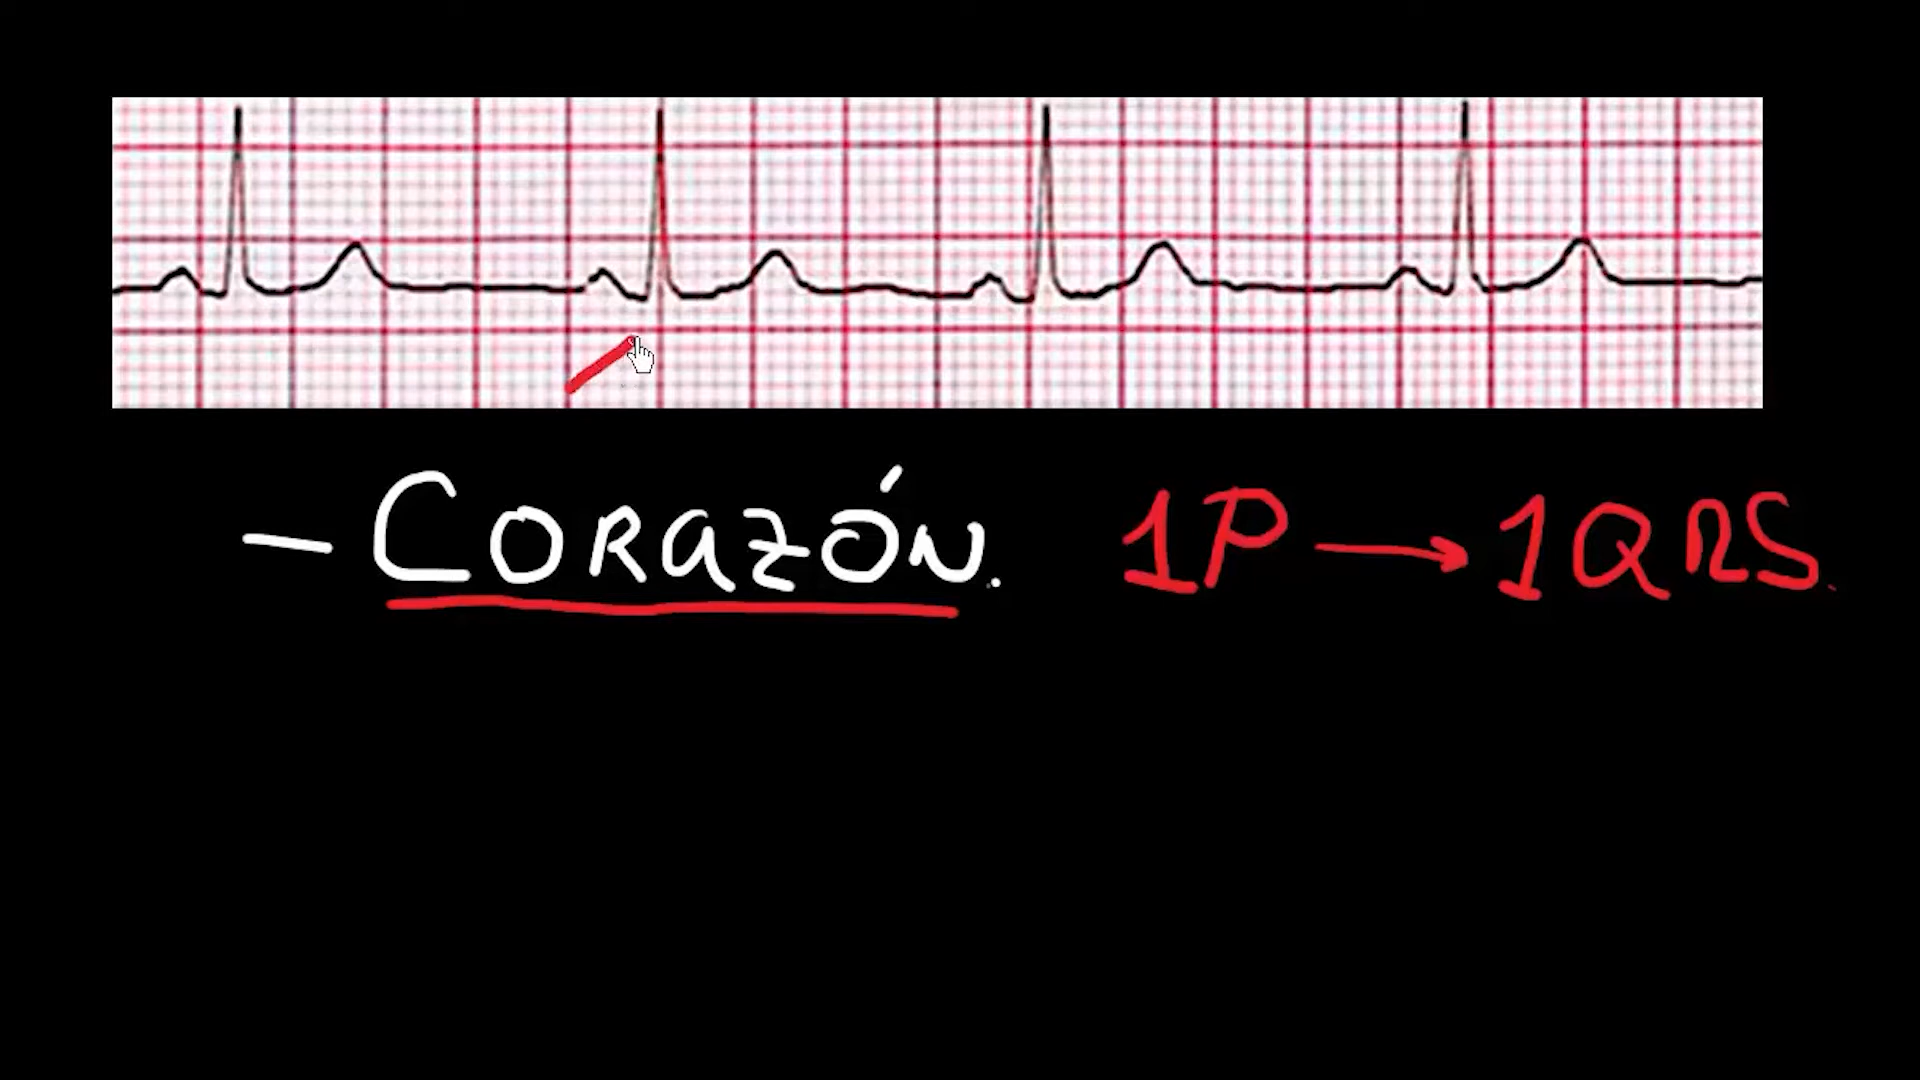 - CORAZÓN. 1P → 1QRS.